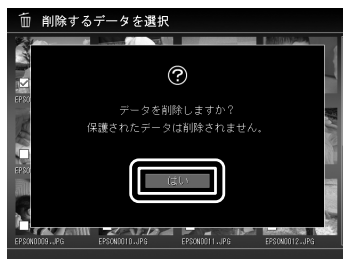 削除するデータを選択
EPSO
データを削除しますか?
保護されたデータは削除されません。
EPSO
はい
EPSON0009.JPG EPSON0010.JPG EPSON0011.JPG EPSON0012.JPG